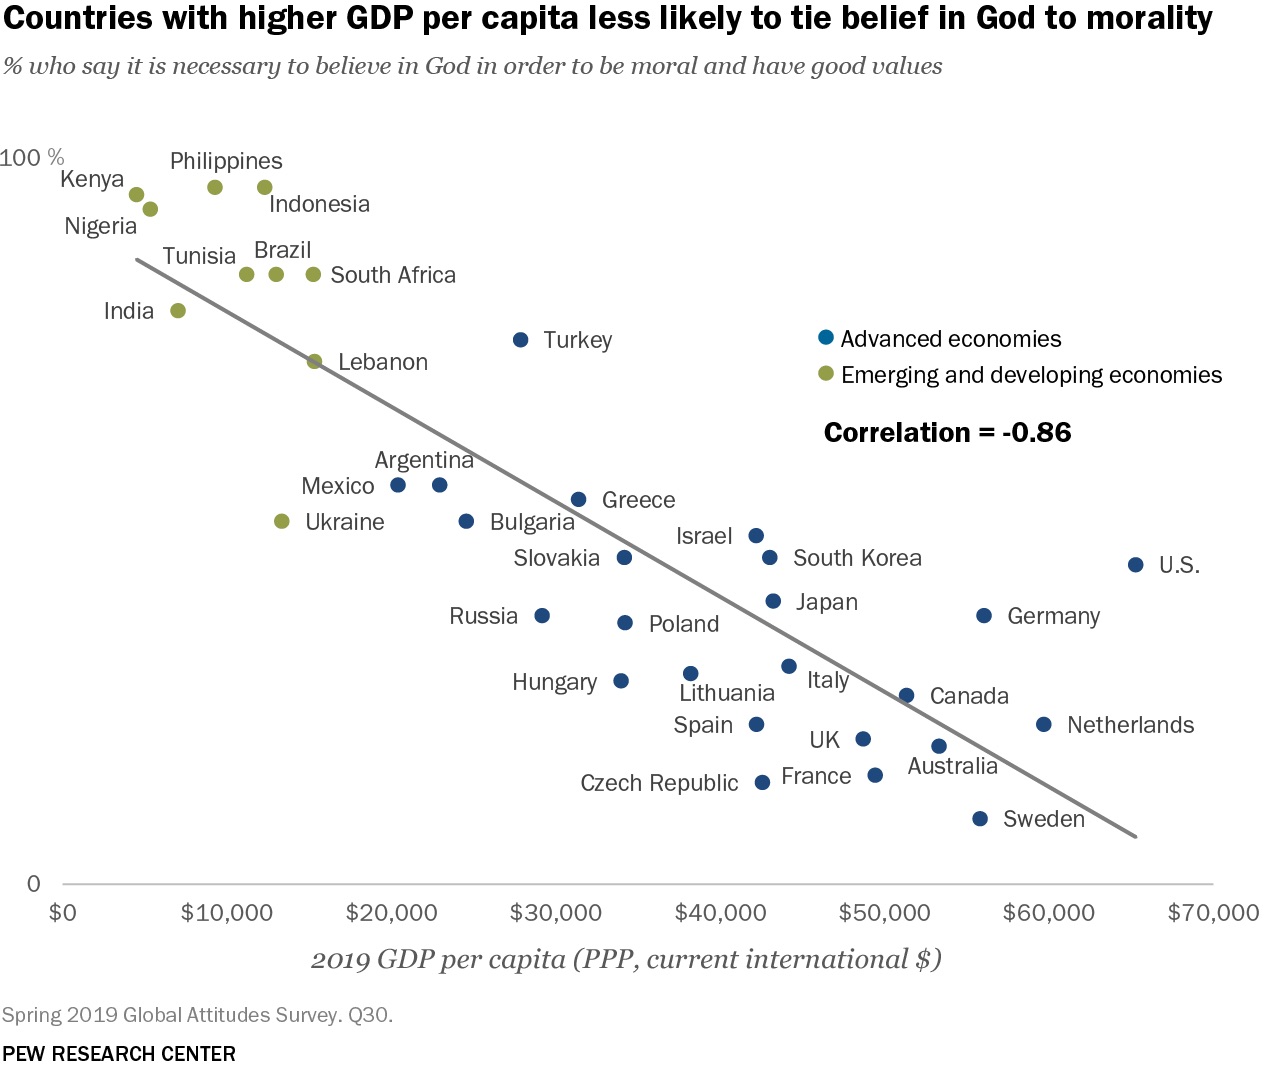 Countries with higher GDP per capita less likely to tie belief in God to morality
% who say it is necessary to believe in God in order to be moral and have good values
100 %
Philippines
Kenya
Indonesia
Nigeria
Tunisia
Brazil
South Africa
India
Turkey
Advanced economies
Lebanon
Emerging and developing economies
Correlation = -0.86
Argentina
Mexico
Greece
Ukraine
Bulgaria
Israel
Slovakia
South Korea
U.S.
Japan
Russia
Poland
Germany
Hungary
Lithuania
Italy
Canada
Spain
Netherlands
UK
Australia
Czech Republic
France
Sweden
0
$0 $10,000 $20,000 $30,000 $40,000 $50,000 $60,000 $70,000
2019 GDP per capita (PPP, current international $)
Spring 2019 Global Attitudes Survey. Q30.
PEW RESEARCH CENTER